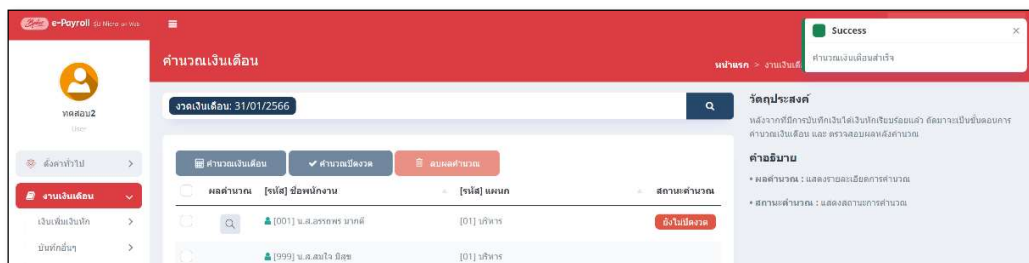 e-Payroll รุ่น Micro on Web
Success
คำนวณเงินเดือนสำเร็จ
คำนวณเงินเดือน
หน้าแรก > งานเงินเดื
ทดสอบ2
User
งวดเงินเดือน: 31/01/2566
วัตถุประสงค์
หลังจากที่มีการบันทึกเงินได้เงินหักเรียบร้อยแล้ว ถัดมาจะเป็นขั้นตอนการ
คำนวณเงินเดือน และ ตรวจสอบผลหลังคำนวณ
คำอธิบาย
• ผลคำนวณ : แสดงรายละเอียดการคำนวณ
• สถานะคำนวณ : แสดงสถานะการคำนวณ
ตั้งค่าทั่วไป
งานเงินเดือน
เงินเพิ่มเงินหัก
บันทึกอื่นๆ
คำนวณเงินเดือน
คำนวณปิดงวด
ลบผลคำนวณ
ผลคำนวณ [รหัส] ชื่อพนักงาน [รหัส] แผนก สถานะคำนวณ
[001] น.ส.อรรถพร มากดี [01] บริหาร ยังไม่ปิดงวด
[999] น.ส.สมใจ มีสุข [01] บริหาร